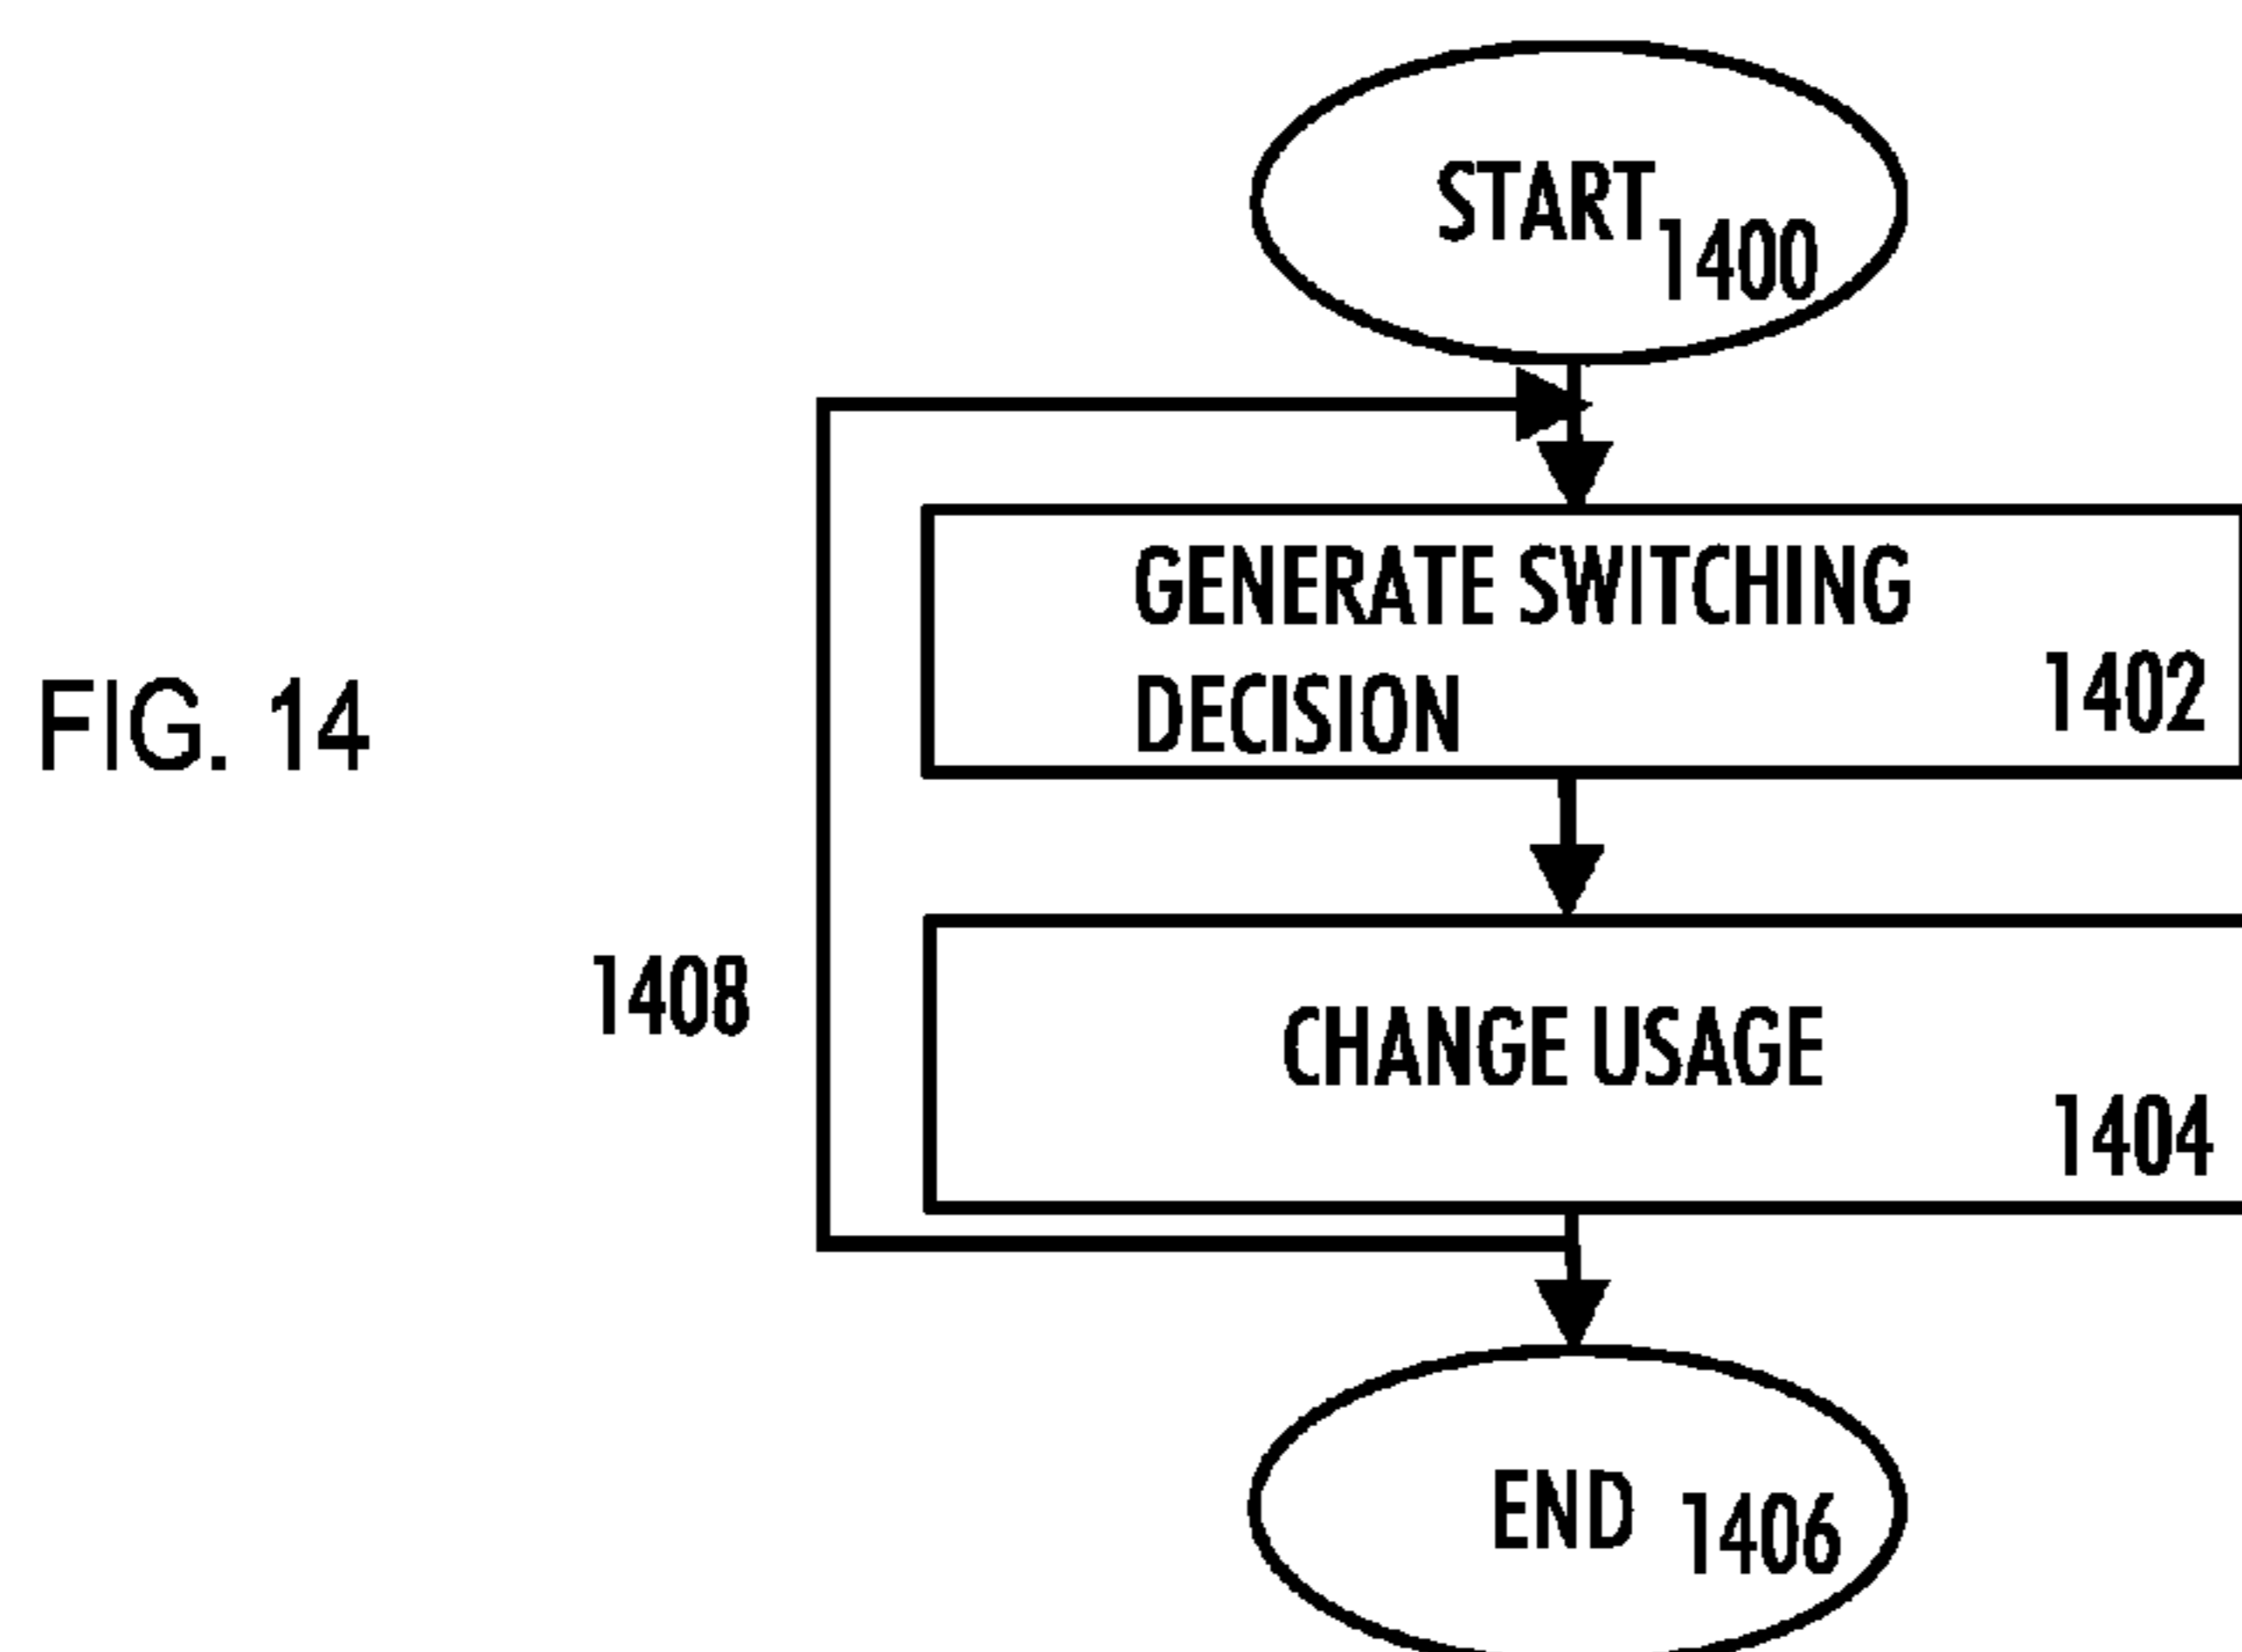 START 1400
GENERATE SWITCHING
DECISION 1402
FIG. 14
1408
CHANGE USAGE
1404
END 1406